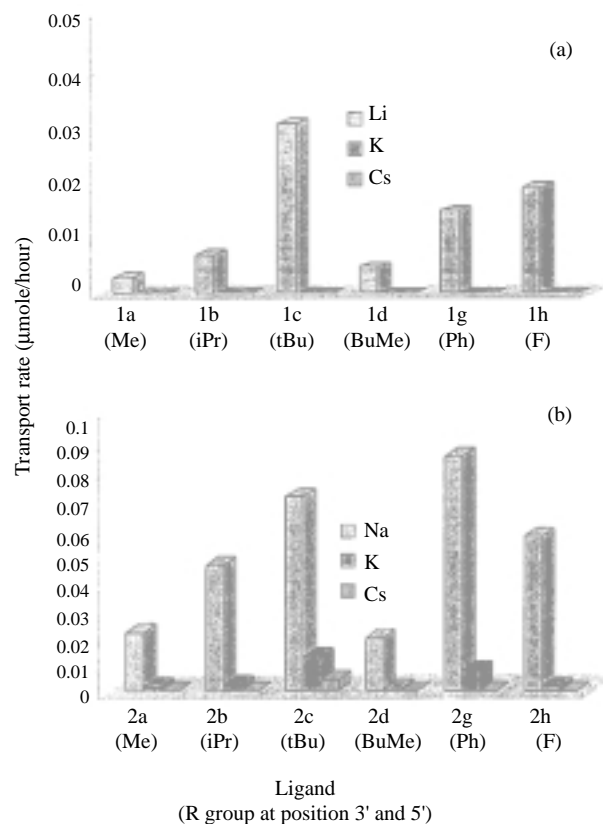 0.05
(a)
0.04
Li
0.03
K
Cs
0.02
0.01
0
1a 1b 1c 1d 1g 1h
(Me) (iPr) (tBu) (BuMe) (Ph) (F)
Transport rate (μmole/hour)
(b)
0.1
0.09
0.08
0.07
Na
0.06
K
0.05
Cs
0.04
0.03
0.02
0.01
0
2a 2b 2c 2d 2g 2h
(Me) (iPr) (tBu) (BuMe) (Ph) (F)
Ligand
(R group at position 3' and 5')